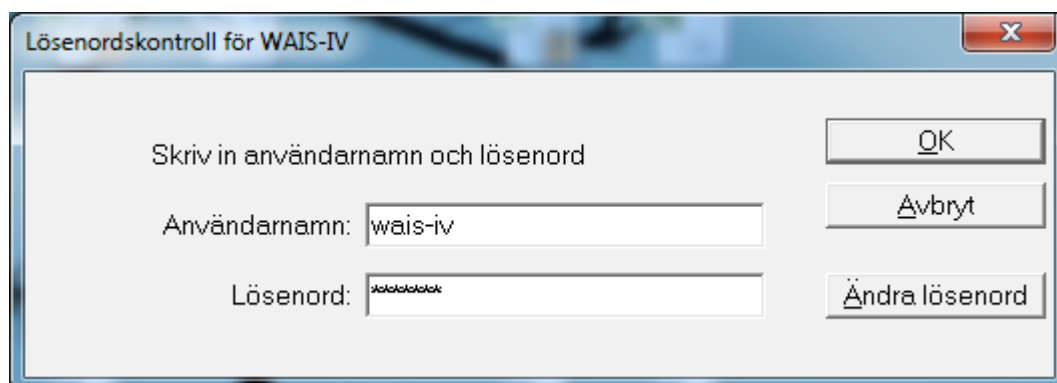 Lösenordskontroll för WAIS-IV
Skriv in användarnamn och lösenord
OK
Avbryt
Användarnamn: wais-iv
Lösenord: *******
Ändra lösenord